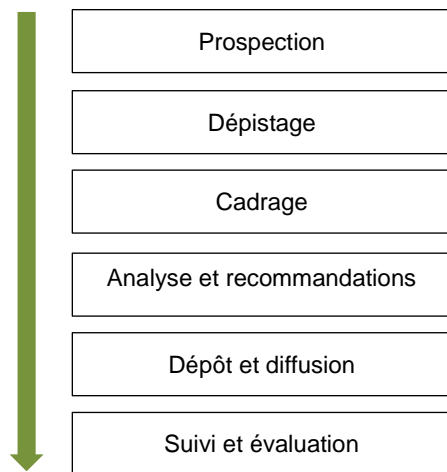 Prospection
Dépistage
Cadrage
Analyse et recommandations
Dépôt et diffusion
Suivi et évaluation